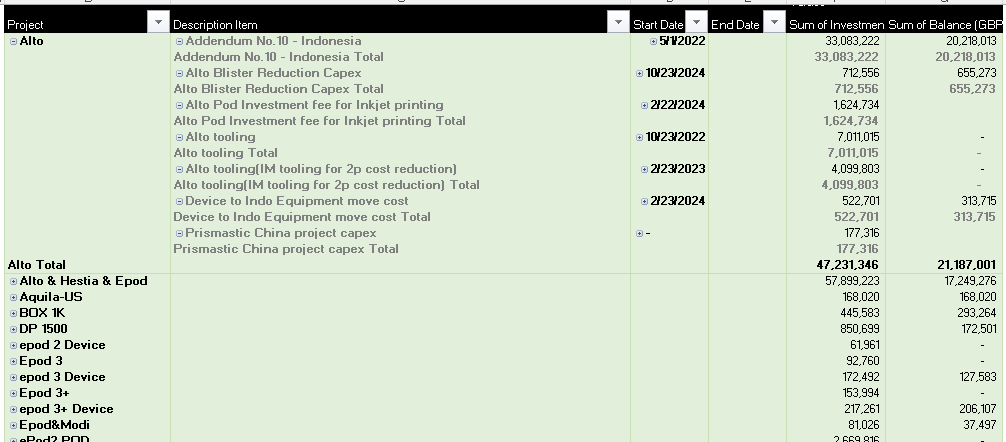 Project Description Item Start Date End Date Sum of Investmen Sum of Balance (GBP
Alto Addendum No.10 - Indonesia 5/1/2022 33,083,222 20,218,013
Addendum No.10 - Indonesia Total 33,083,222 20,218,013
Alto Blister Reduction Capex 10/23/2024 712,556 655,273
Alto Blister Reduction Capex Total 712,556 655,273
Alto Pod Investment fee for Inkjet printing 2/22/2024 1,624,734
Alto Pod Investment fee for Inkjet printing Total 1,624,734
Alto tooling 10/23/2022 7,011,015 -
Alto tooling Total 7,011,015 -
Alto tooling(IM tooling for 2p cost reduction) 2/23/2023 4,099,803 -
Alto tooling(IM tooling for 2p cost reduction) Total 4,099,803 -
Device to Indo Equipment move cost 2/23/2024 522,701 313,715
Device to Indo Equipment move cost Total 522,701 313,715
Prismastic China project capex - 177,316
Prismastic China project capex Total 177,316
Alto Total 47,231,346 21,187,001
Alto & Hestia & Epod 57,899,223 17,249,276
Aquila-US 168,020 168,020
BOX 1K 445,583 293,264
DP 1500 850,699 172,501
epod 2 Device 61,961 -
Epod 3 92,760 -
epod 3 Device 172,492 127,583
Epod 3+ 153,994 -
epod 3+ Device 217,261 206,107
Epod&Modi 81,026 37,497
ePod2 POD 2,669,816 -